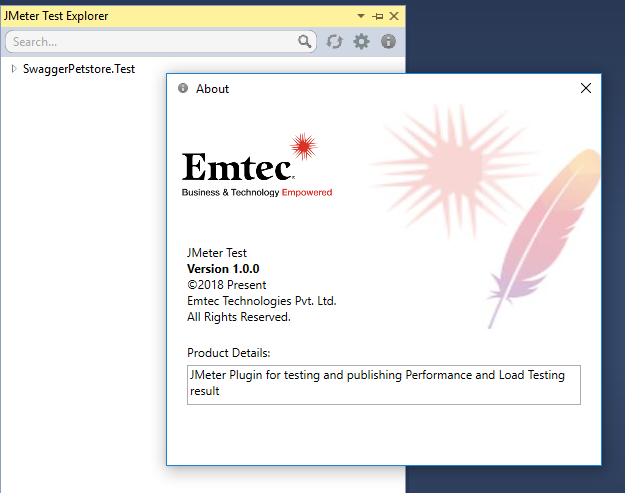 JMeter Test Explorer
Search...
SwaggerPetstore.Test
About
Emtec
Business & Technology Empowered
JMeter Test
Version 1.0.0
©2018 Present
Emtec Technologies Pvt. Ltd.
All Rights Reserved.
Product Details:
JMeter Plugin for testing and publishing Performance and Load Testing
result